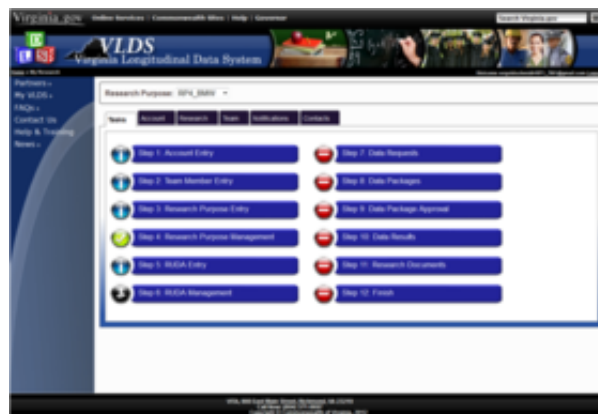 Virginia.gov Online Services | Commonwealth Sites | Help | Governor
Search Virginia.gov
VLDS
Virginia Longitudinal Data System
Partners
My VLDS
FAQs
Contact Us
Help & Training
News
Research Purpose:
Tasks Account Research Team Notifications Contacts
Step 1: Account Entry
Step 2: Team Member Entry
Step 3: Research Purpose Entry
Step 4: Research Purpose Management
Step 5: RUDA Entry
Step 6: RUDA Management
Step 7: Data Requests
Step 8: Data Packages
Step 9: Data Package Approval
Step 10: Data Results
Step 11: Research Documents
Step 12: Finish